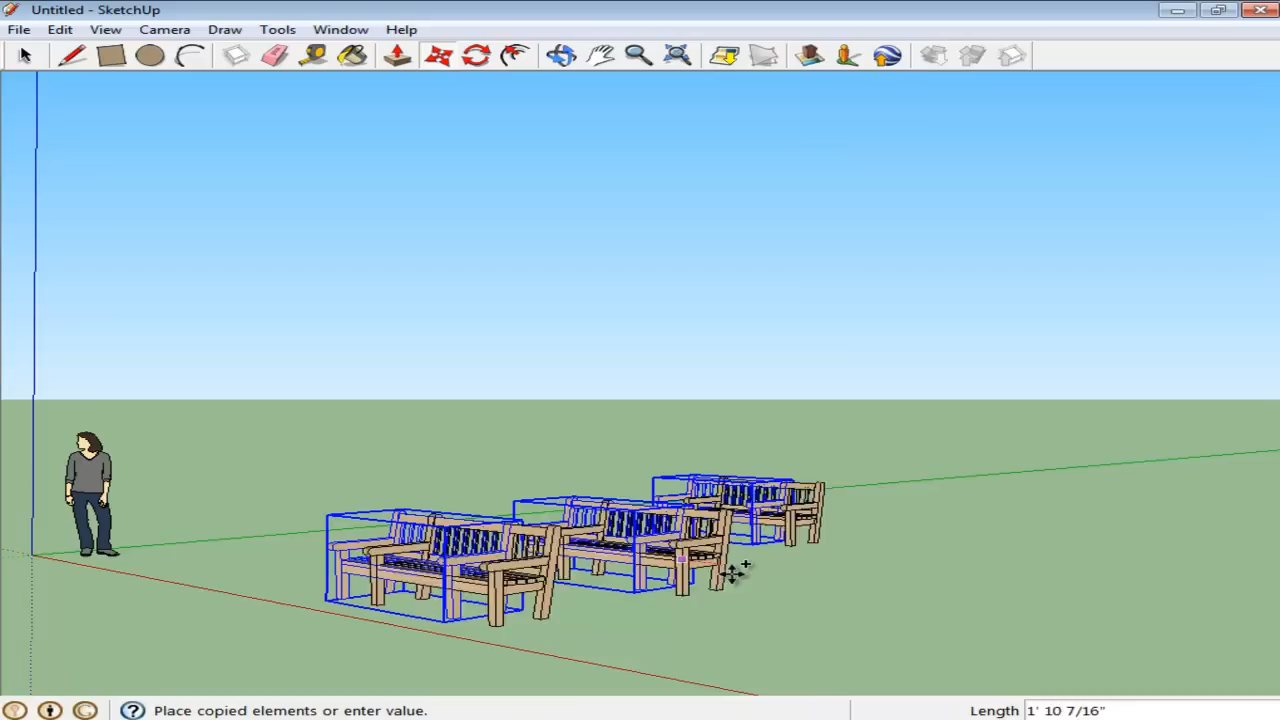 Untitled - SketchUp
File Edit View Camera Draw Tools Window Help
Place copied elements or enter value. Length 1' 10 7/16"